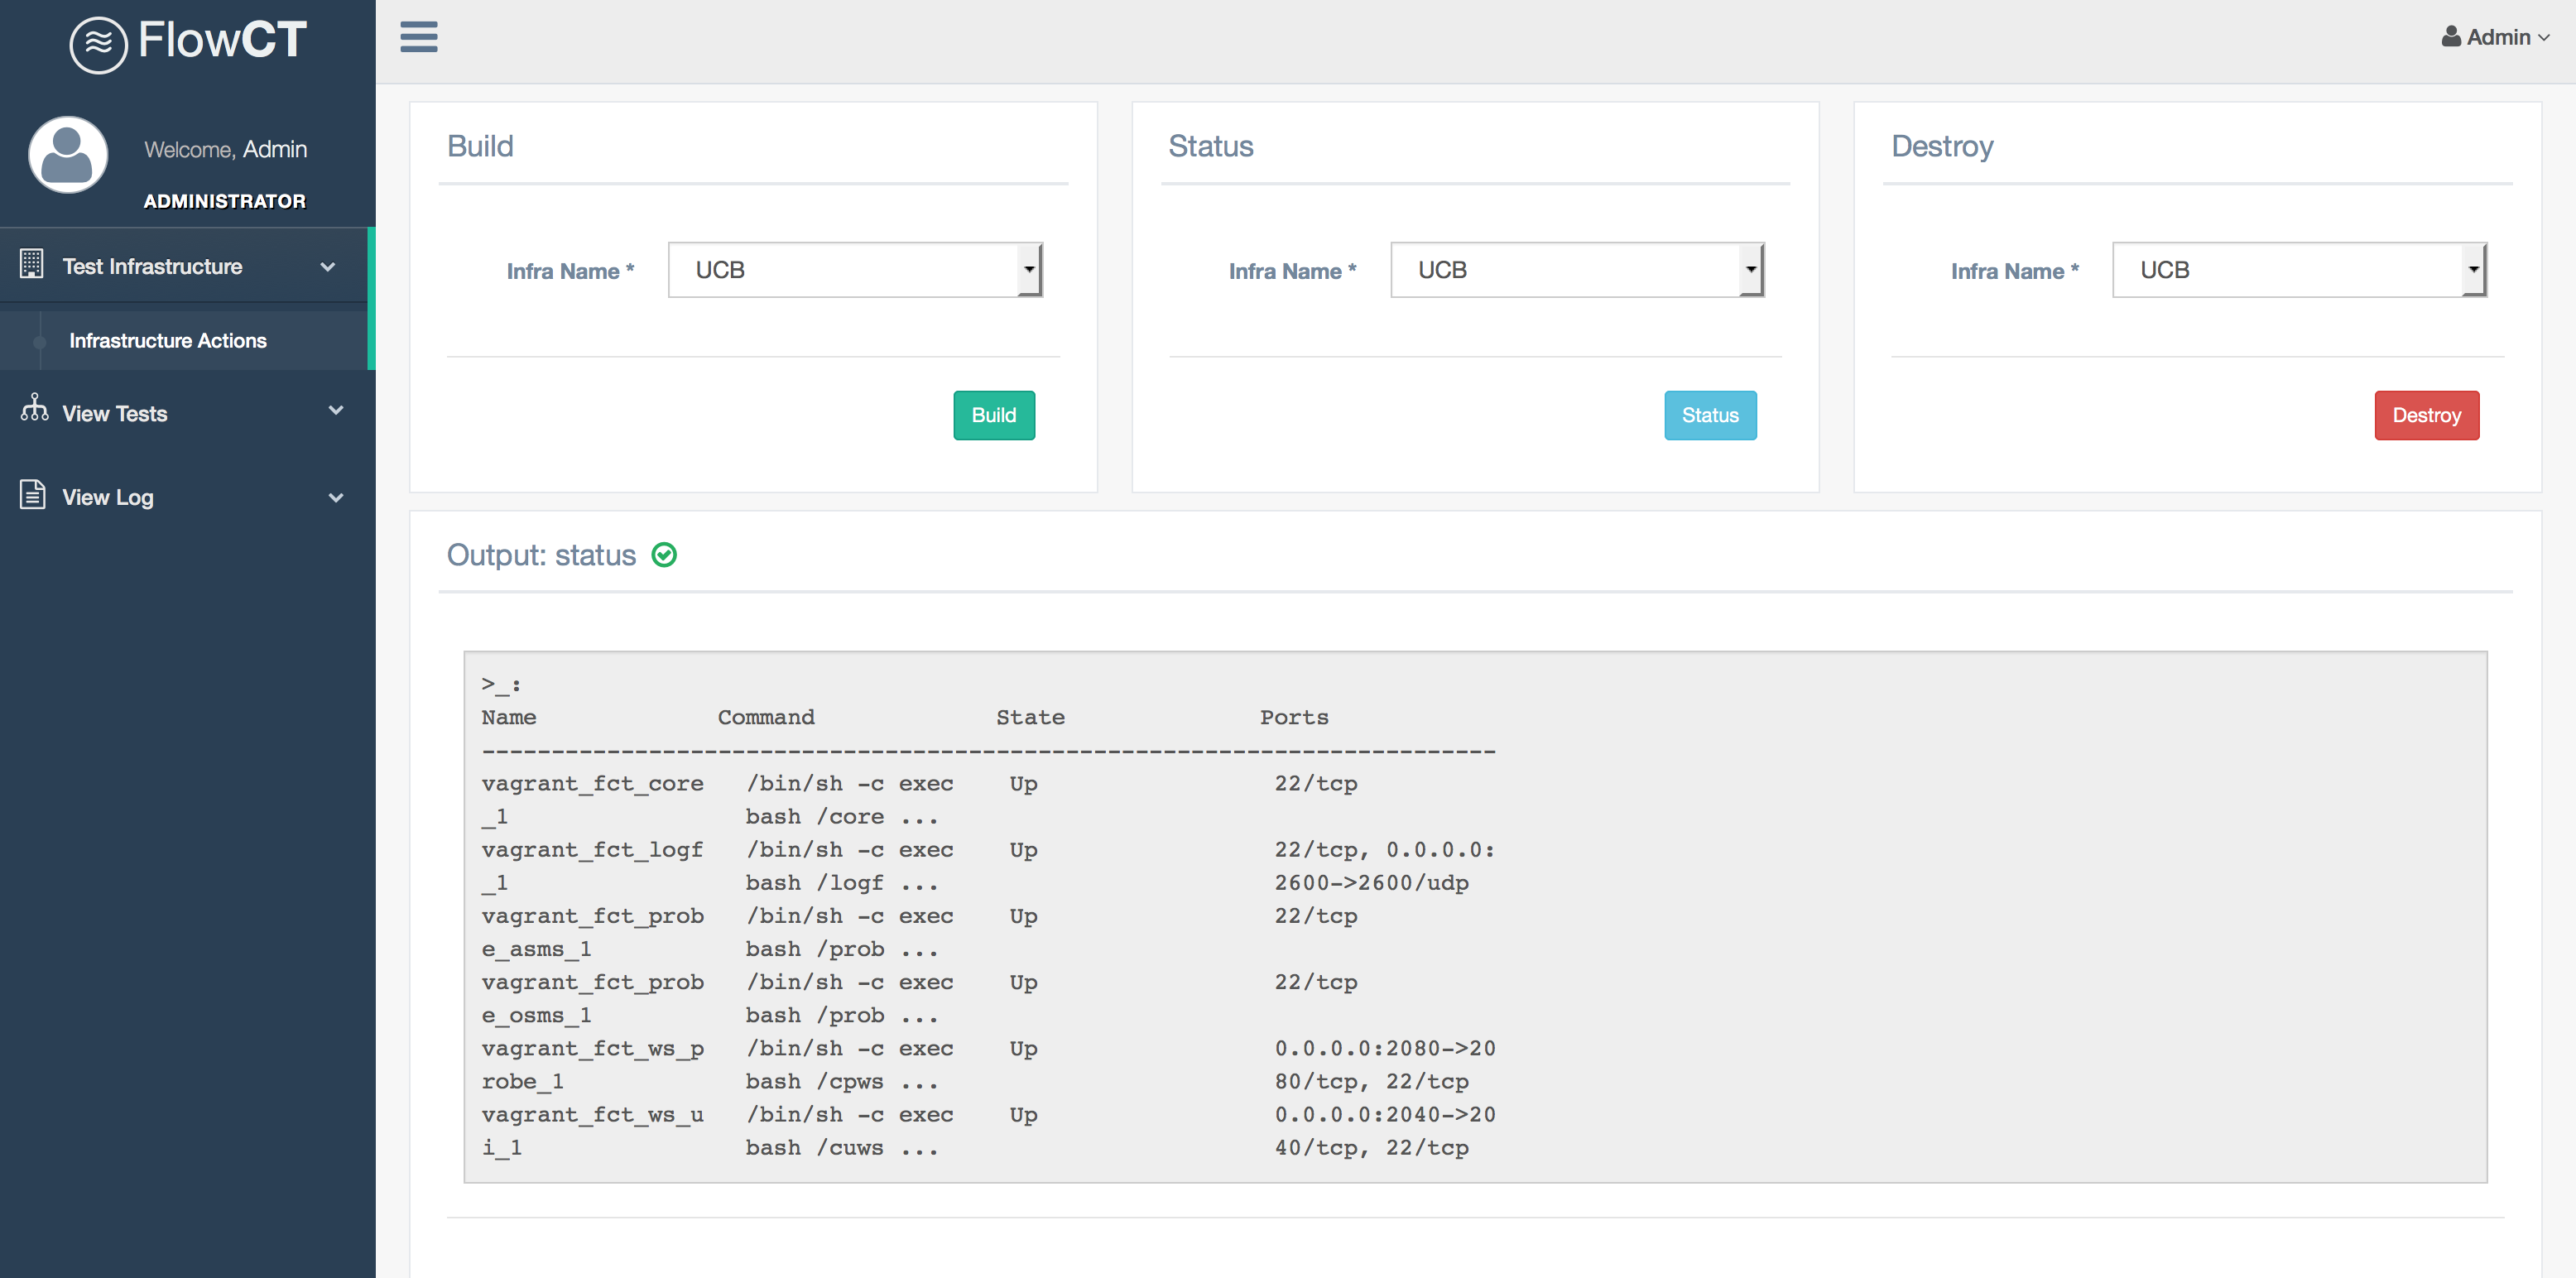 FlowCT
Admin
Welcome, Admin
ADMINISTRATOR
Test Infrastructure
Infrastructure Actions
View Tests
View Log
Build
Infra Name *
UCB
Build
Status
Infra Name *
UCB
Status
Destroy
Infra Name *
UCB
Destroy
Output: status
>_:
Name Command State Ports
-------------------------------------------------------------------------
vagrant_fct_core /bin/sh -c exec Up 22/tcp
_1 bash /core ...
vagrant_fct_logf /bin/sh -c exec Up 22/tcp, 0.0.0.0:
_1 bash /logf ... 2600->2600/udp
vagrant_fct_prob /bin/sh -c exec Up 22/tcp
e_asms_1 bash /prob ...
vagrant_fct_prob /bin/sh -c exec Up 22/tcp
e_osms_1 bash /prob ...
vagrant_fct_ws_p /bin/sh -c exec Up 0.0.0.0:2080->20
robe_1 bash /cpws ... 80/tcp, 22/tcp
vagrant_fct_ws_u /bin/sh -c exec Up 0.0.0.0:2040->20
i_1 bash /cuws ... 40/tcp, 22/tcp